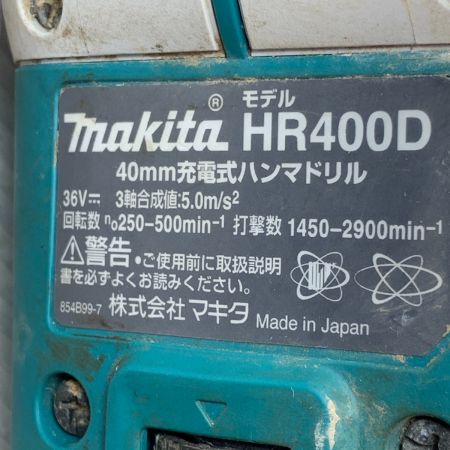 モデル
makita® HR400D
40mm充電式ハンマドリル
36V⎓ 3軸合成値:5.0m/s²
回転数 n₀250-500min⁻¹ 打撃数 1450-2900min⁻¹
⚠警告・ご使用前に取扱説明
書を必ずよくお読みください。
854B99-7 株式会社マキタ Made in Japan